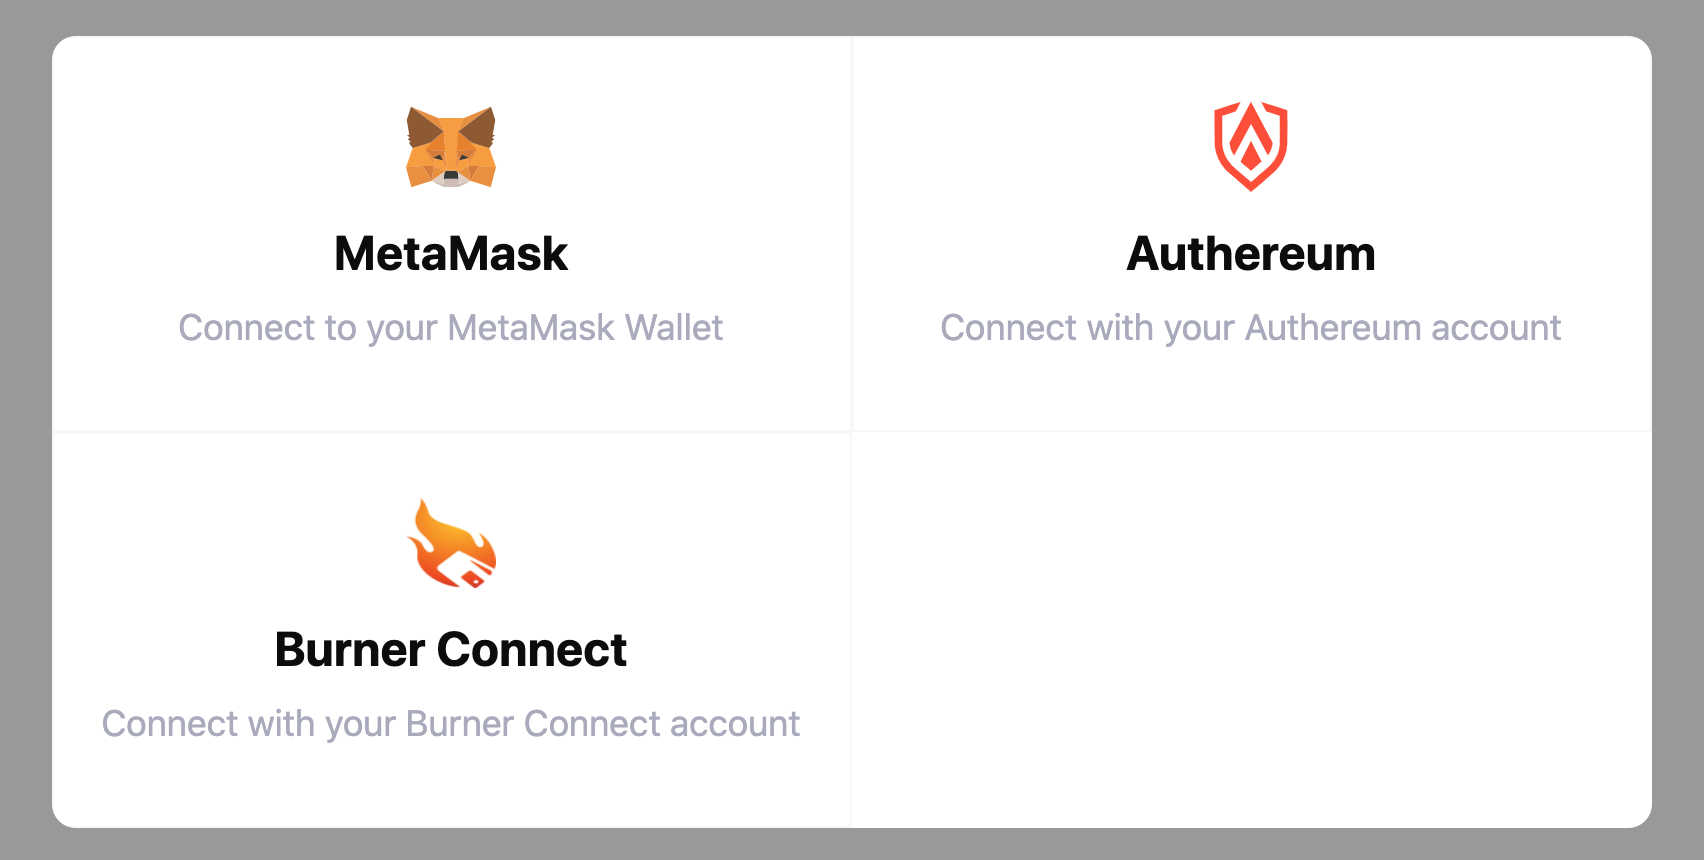 MetaMask
Connect to your MetaMask Wallet
Authereum
Connect with your Authereum account
Burner Connect
Connect with your Burner Connect account